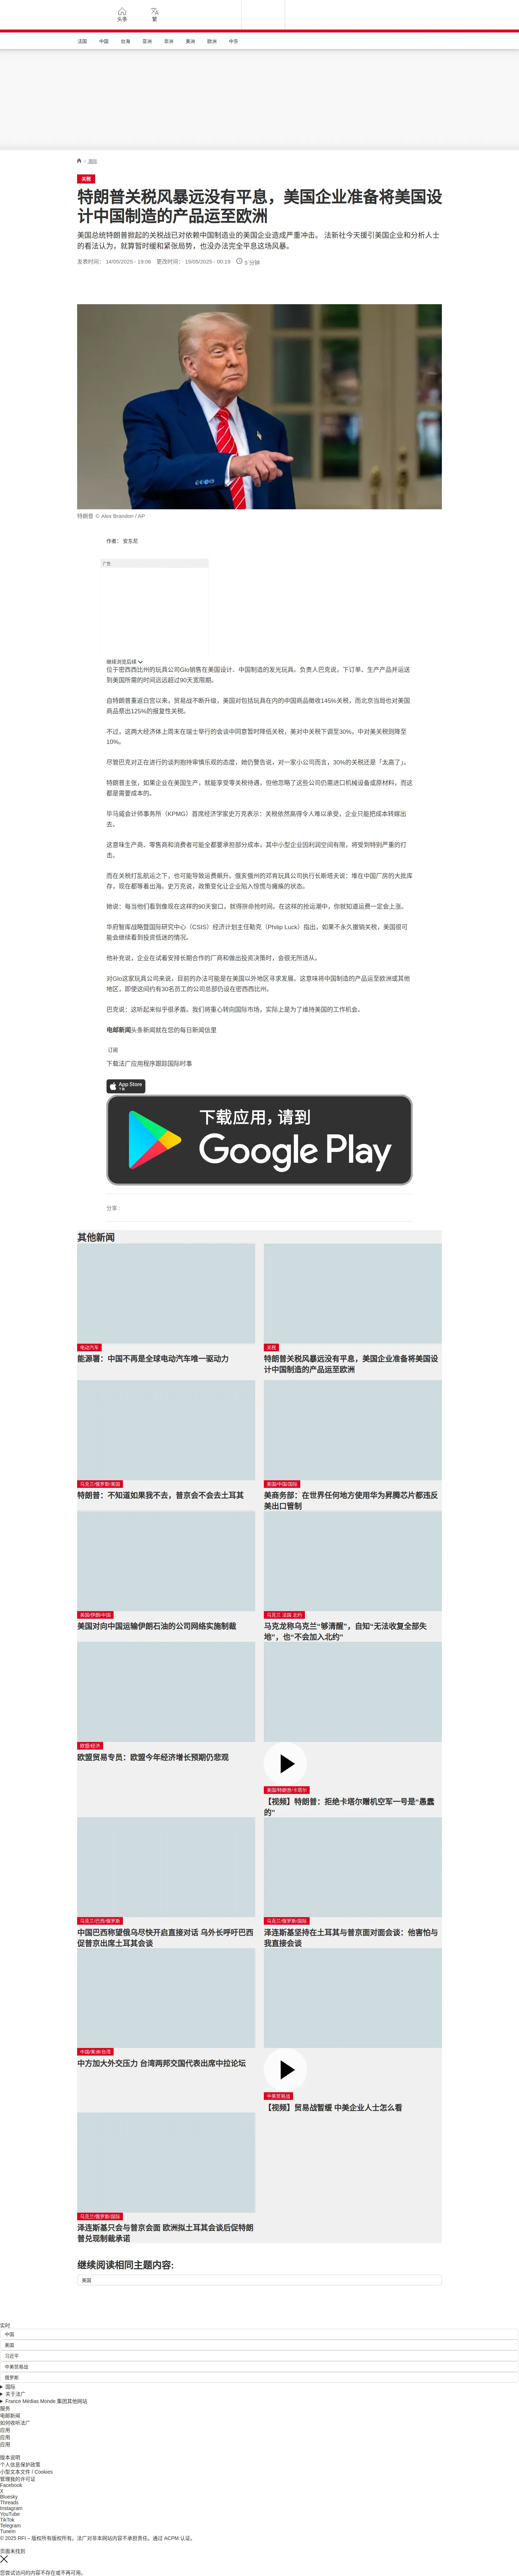 头条
繁
法国
中国
台海
亚洲
非洲
美洲
欧洲
中东
/ 国际
关税
特朗普关税风暴远没有平息，美国企业准备将美国设
计中国制造的产品运至欧洲
美国总统特朗普掀起的关税战已对依赖中国制造业的美国企业造成严重冲击。 法新社今天援引美国企业和分析人
士的看法认为，就算暂时缓和紧张局势，也没办法完全平息这场风暴。
发表时间： 14/05/2025 - 19:06 更改时间： 15/05/2025 - 00:19 5 分钟
特朗普 © Alex Brandon / AP
作者： 安东尼
广告
继续浏览后续
位于密西西比州的玩具公司Glo销售在美国设计、中国制造的发光玩具。负责人巴克说，下订单、生产产品并运送
到美国所需的时间远远超过90天宽限期。
自特朗普重返白宫以来，贸易战不断升级，美国对包括玩具在内的中国商品徵收145%关税，而北京当局也对美国
商品祭出125%的报复性关税。
不过，这两大经济体上周末在瑞士举行的会谈中同意暂时降低关税，美对中关税下调至30%，中对美关税则降至
10%。
尽管巴克对正在进行的谈判抱持审慎乐观的态度，她仍警告说，对一家小公司而言，30%的关税还是「太高了」。
特朗普主张，如果企业在美国生产，就能享受零关税待遇，但他忽略了这些公司仍需进口机械设备或原材料，而这
都是需要成本的。
毕马威会计师事务所（KPMG）首席经济学家史万克表示：关税依然高得令人难以承受，企业只能把成本转嫁出
去。
这意味生产商、零售商和消费者可能全都要承担部分成本，其中小型企业因利润空间有限，将受到特别严重的打
击。
而在关税打乱航运之下，也可能导致运费飙升。俄亥俄州的邓肯玩具公司执行长斯塔夫说：堆在中国厂房的大批库
存，现在都等着出海。史万克说，政策变化让企业陷入惊慌与瘫痪的状态。
她说：每当他们看到像现在这样的90天窗口，就得拼命抢时间。在这样的抢运潮中，你就知道运费一定会上涨。
华府智库战略暨国际研究中心（CSIS）经济计划主任勒克（Philip Luck）指出，如果不永久撤销关税，美国很可
能会继续看到投资低迷的情况。
他补充说，企业在试着安排长期合作的厂商和做出投资决策时，会很无所适从。
对Glo这家玩具公司来说，目前的办法可能是在美国以外地区寻求发展。这意味将中国制造的产品运至欧洲或其他
地区，即使这间约有30名员工的公司总部仍设在密西西比州。
巴克说：这听起来似乎很矛盾。我们将重心转向国际市场，实际上是为了维持美国的工作机会。
电邮新闻头条新闻就在您的每日新闻信里
订阅
下载法广应用程序跟踪国际时事
App Store
下载
下载应用，请到
Google Play
分享 :
其他新闻
电动汽车
能源署：中国不再是全球电动汽车唯一驱动力
关税
特朗普关税风暴远没有平息，美国企业准备将美国设
计中国制造的产品运至欧洲
乌克兰/俄罗斯/美国
特朗普：不知道如果我不去，普京会不会去土耳其
美国/中国/国际
美商务部：在世界任何地方使用华为昇腾芯片都违反
美出口管制
美国/伊朗/中国
美国对向中国运输伊朗石油的公司网络实施制裁
乌克兰 法国 北约
马克龙称乌克兰“够清醒”，自知“无法收复全部失
地”，也“不会加入北约”
欧盟/经济
欧盟贸易专员：欧盟今年经济增长预期仍悲观
美国/特朗普/卡塔尔
【视频】特朗普：拒绝卡塔尔赠机空军一号是“愚蠢
的”
乌克兰/巴西/俄罗斯
中国巴西称望俄乌尽快开启直接对话 乌外长呼吁巴西
促普京出席土耳其会谈
乌克兰/俄罗斯/国际
泽连斯基坚持在土耳其与普京面对面会谈：他害怕与
我直接会谈
中国/美洲/台湾
中方加大外交压力 台湾两邦交国代表出席中拉论坛
中美贸易战
【视频】贸易战暂缓 中美企业人士怎么看
乌克兰/俄罗斯/国际
泽连斯基只会与普京会面 欧洲拟土耳其会谈后促特朗
普兑现制裁承诺
继续阅读相同主题内容:
美国
实时
中国
美国
习近平
中美贸易战
俄罗斯
国际
关于法广
France Médias Monde 集团其他网站
服务
电邮新闻
如何收听法广
应用
应用
应用
版本说明
个人信息保护政策
小型文本文件 / Cookies
管理我的许可证
Facebook
X
Bluesky
Threads
Instagram
YouTube
TikTok
Telegram
TuneIn
© 2025 RFI – 版权所有版权所有。法广对非本网站内容不承担责任。通过 ACPM 认证。
页面未找到
您尝试访问的内容不存在或不再可用。